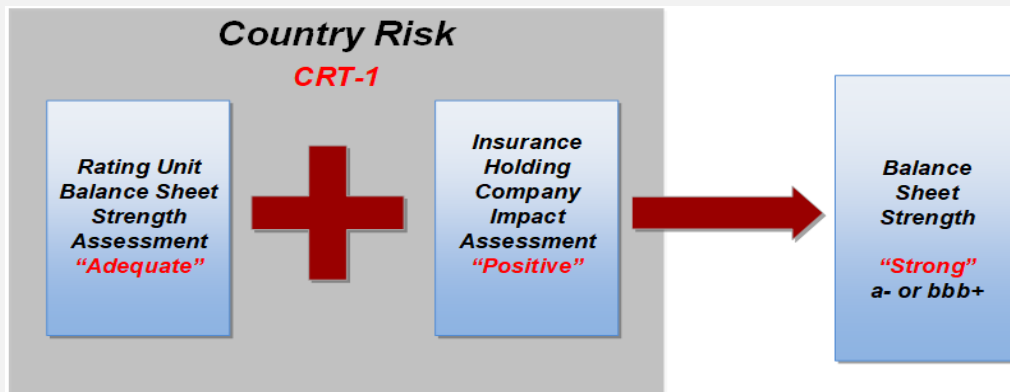 Country Risk
CRT-1
Rating Unit
Balance Sheet
Strength
Assessment
“Adequate”
Insurance
Holding
Company
Impact
Assessment
“Positive”
Balance
Sheet
Strength
“Strong”
a- or bbb+